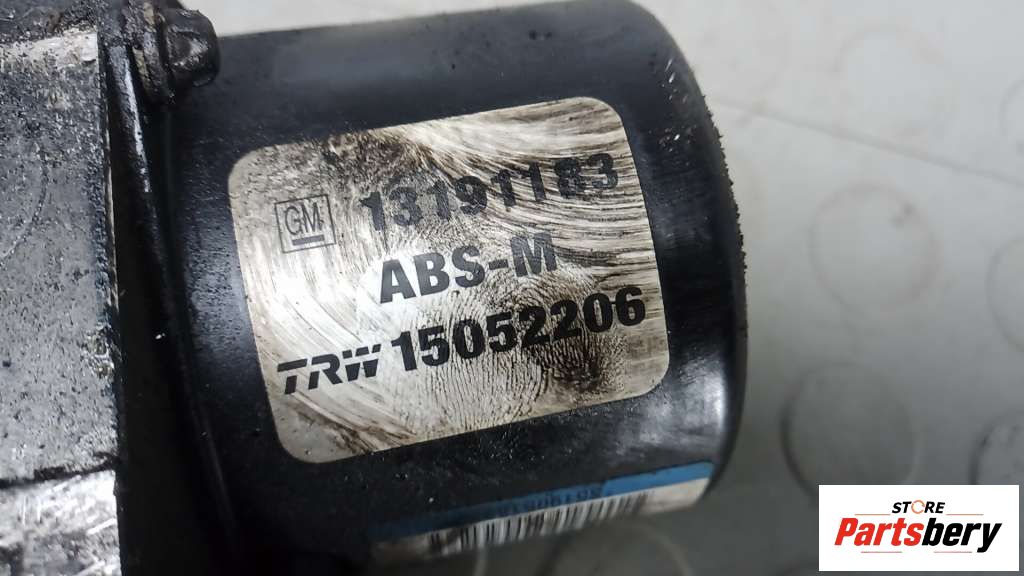 GM 13191183
ABS-M
TRW 15052206
STORE
Partsbery